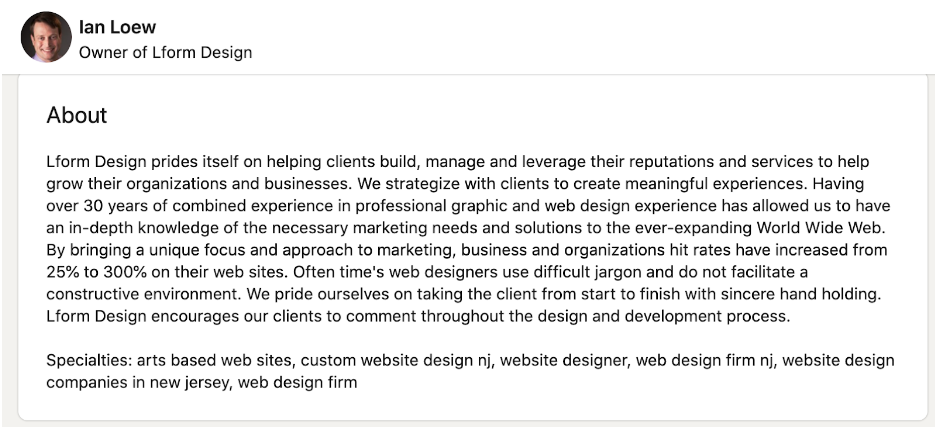 Ian Loew
Owner of Lform Design
About
Lform Design prides itself on helping clients build, manage and leverage their reputations and services to help
grow their organizations and businesses. We strategize with clients to create meaningful experiences. Having
over 30 years of combined experience in professional graphic and web design experience has allowed us to have
an in-depth knowledge of the necessary marketing needs and solutions to the ever-expanding World Wide Web.
By bringing a unique focus and approach to marketing, business and organizations hit rates have increased from
25% to 300% on their web sites. Often time's web designers use difficult jargon and do not facilitate a
constructive environment. We pride ourselves on taking the client from start to finish with sincere hand holding.
Lform Design encourages our clients to comment throughout the design and development process.
Specialties: arts based web sites, custom website design nj, website designer, web design firm nj, website design
companies in new jersey, web design firm